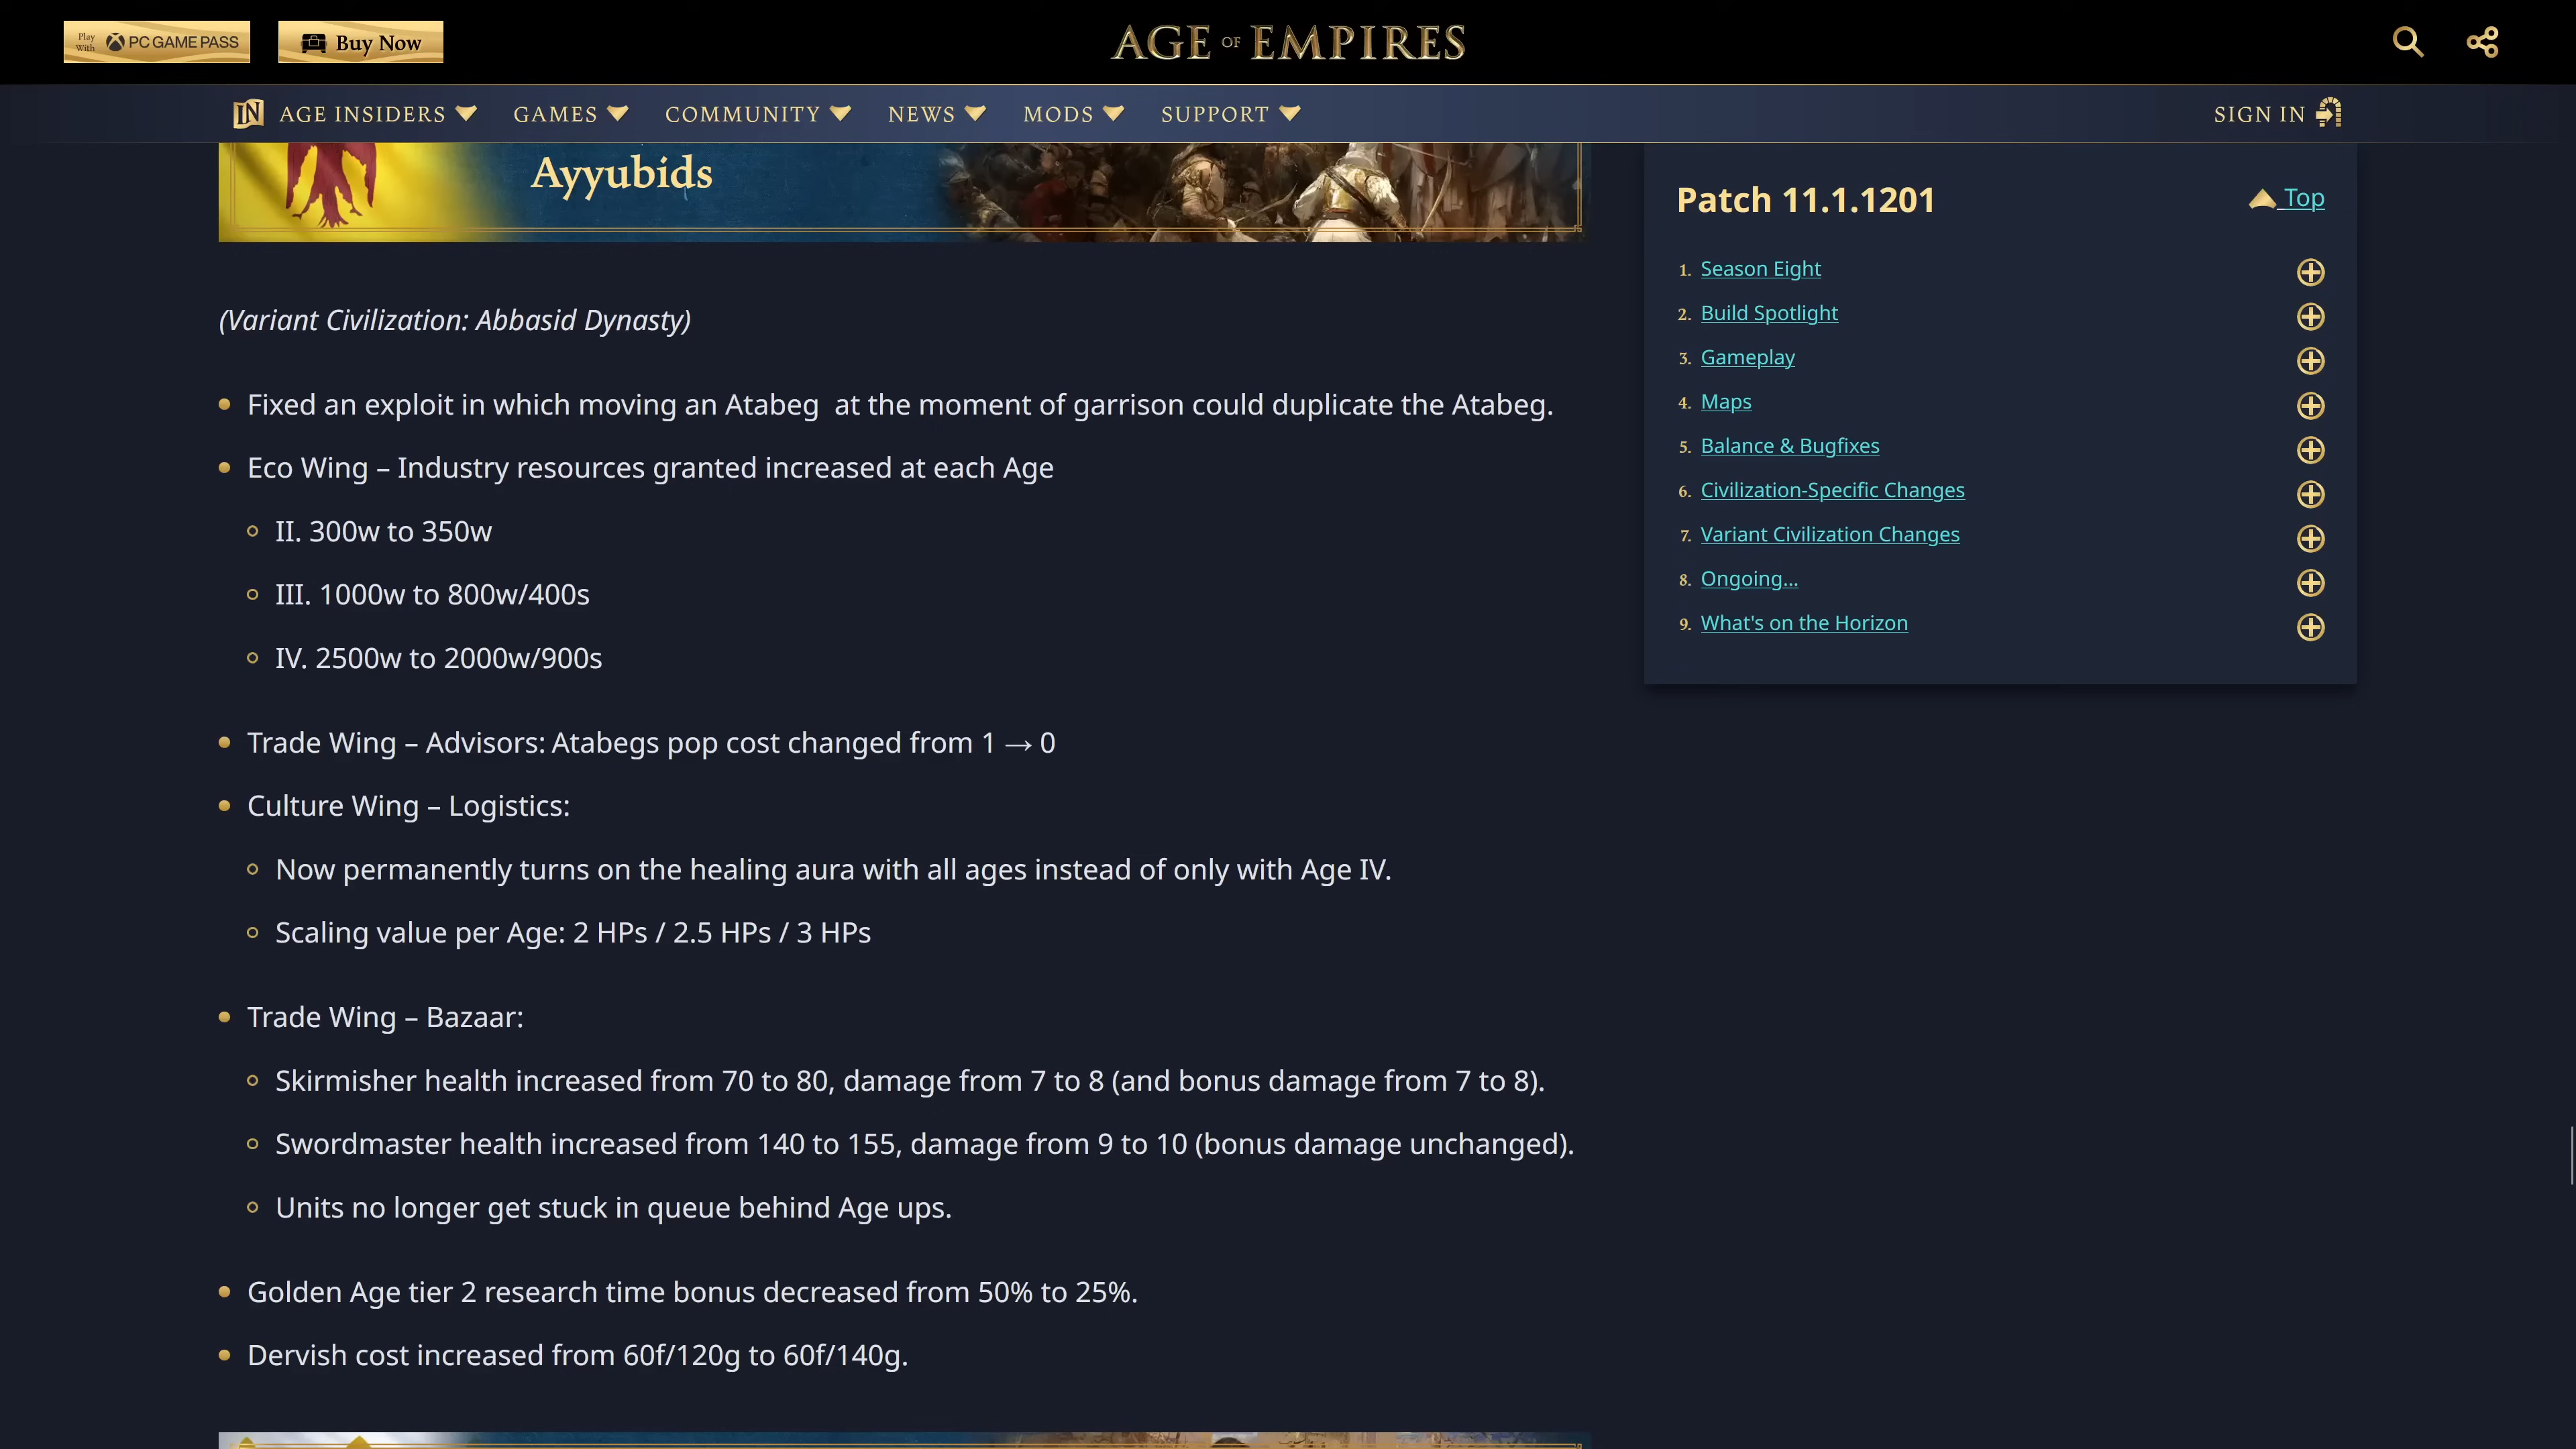 Play
With
PC GAME PASS
Buy Now
AGE OF EMPIRES
IN
AGE INSIDERS
GAMES
COMMUNITY
NEWS
MODS
SUPPORT
SIGN IN
Ayyubids
(Variant Civilization: Abbasid Dynasty)
Fixed an exploit in which moving an Atabeg  at the moment of garrison could duplicate the Atabeg.
Eco Wing – Industry resources granted increased at each Age
II. 300w to 350w
III. 1000w to 800w/400s
IV. 2500w to 2000w/900s
Trade Wing – Advisors: Atabegs pop cost changed from 1 → 0
Culture Wing – Logistics:
Now permanently turns on the healing aura with all ages instead of only with Age IV.
Scaling value per Age: 2 HPs / 2.5 HPs / 3 HPs
Trade Wing – Bazaar:
Skirmisher health increased from 70 to 80, damage from 7 to 8 (and bonus damage from 7 to 8).
Swordmaster health increased from 140 to 155, damage from 9 to 10 (bonus damage unchanged).
Units no longer get stuck in queue behind Age ups.
Golden Age tier 2 research time bonus decreased from 50% to 25%.
Dervish cost increased from 60f/120g to 60f/140g.
Patch 11.1.1201
Top
1. Season Eight
2. Build Spotlight
3. Gameplay
4. Maps
5. Balance & Bugfixes
6. Civilization-Specific Changes
7. Variant Civilization Changes
8. Ongoing...
9. What's on the Horizon